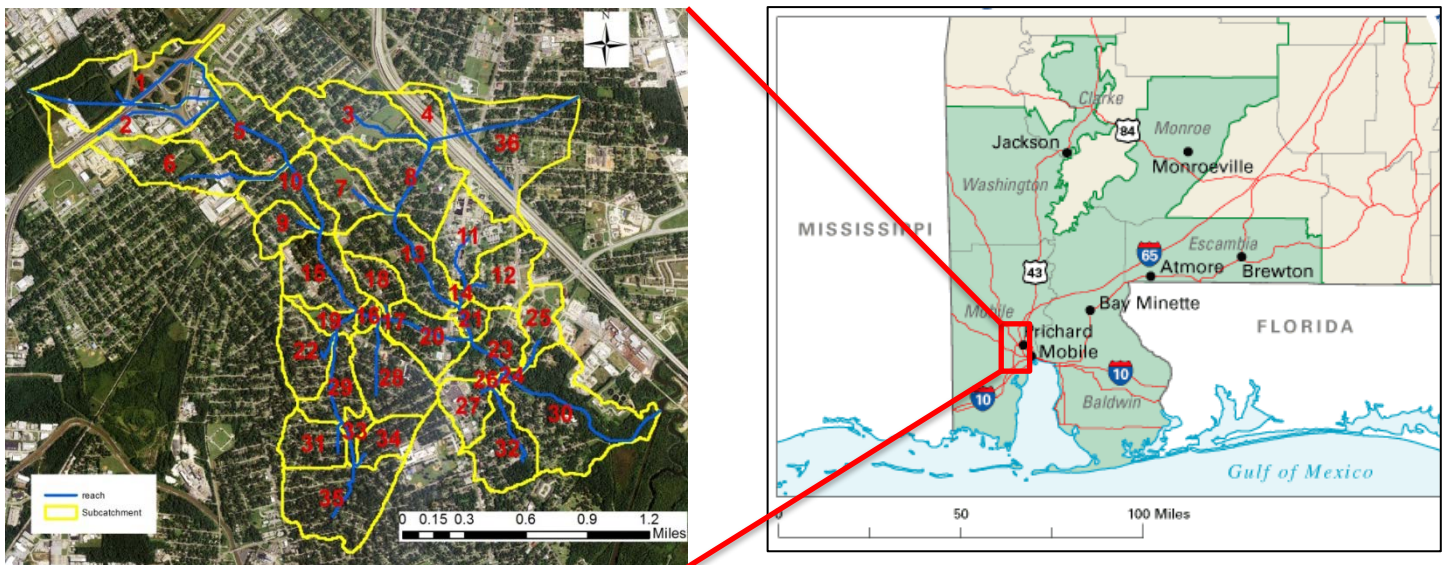 N
1
2
3
4
5
36
6
10
7
8
9
11
13
12
15
18
14
25
19
16
17
21
20
22
23
29
28
26
24
27
30
31
33
34
32
35
reach
Subcatchment
0 0.15 0.3 0.6 0.9 1.2
Miles
Clarke
84
Monroe
Jackson
Monroeville
Washington
MISSISSIPPI
Escambia
65
43
Atmore
Brewton
Bay Minette
Mobile
FLORIDA
Prichard
Mobile
10
10
Baldwin
Gulf of Mexico
0 50 100 Miles